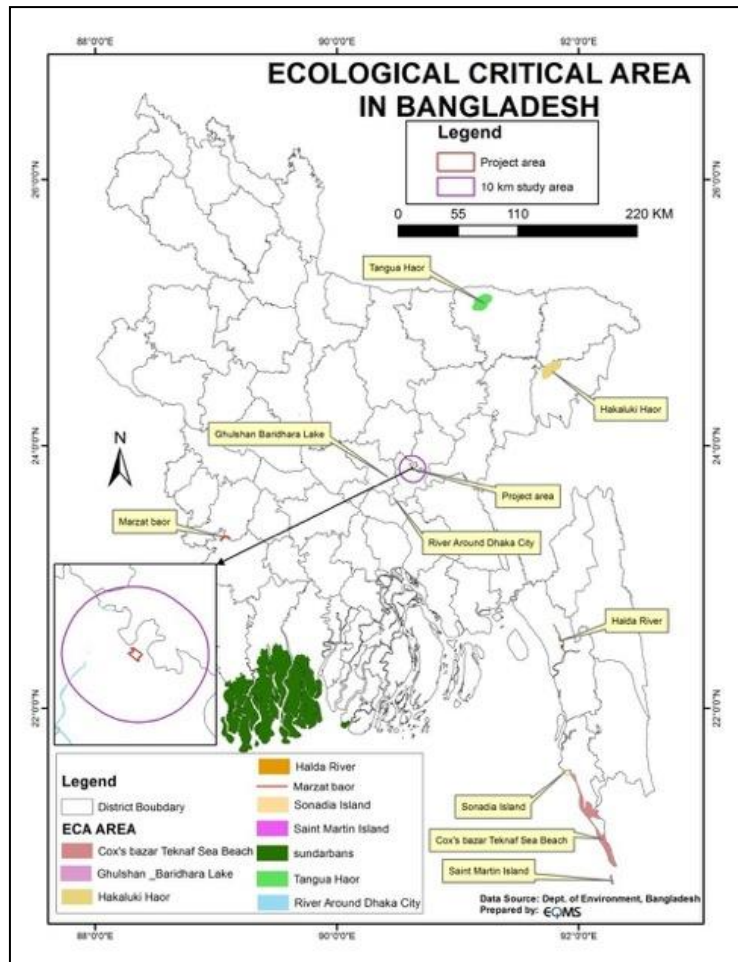 88°0'0"E 90°0'0"E 92°0'0"E
ECOLOGICAL CRITICAL AREA
IN BANGLADESH
Legend
Project area
10 km study area
0 55 110 220 KM
26°0'0"N
26°0'0"N
Tangua Haor
Hakaluki Haor
Ghulshan Baridhara Lake
24°0'0"N
24°0'0"N
N
Project area
Marzat baor
River Around Dhaka City
Halda River
22°0'0"N
22°0'0"N
Legend
District Boubdary
ECA AREA
Cox's bazar Teknaf Sea Beach
Ghulshan _Baridhara Lake
Hakaluki Haor
Halda River
Marzat baor
Sonadia Island
Saint Martin Island
sundarbans
Tangua Haor
River Around Dhaka City
Sonadia Island
Cox's bazar Teknaf Sea Beach
Saint Martin Island
Data Source: Dept. of Environment, Bangladesh
Prepared by: EQMS
88°0'0"E 90°0'0"E 92°0'0"E